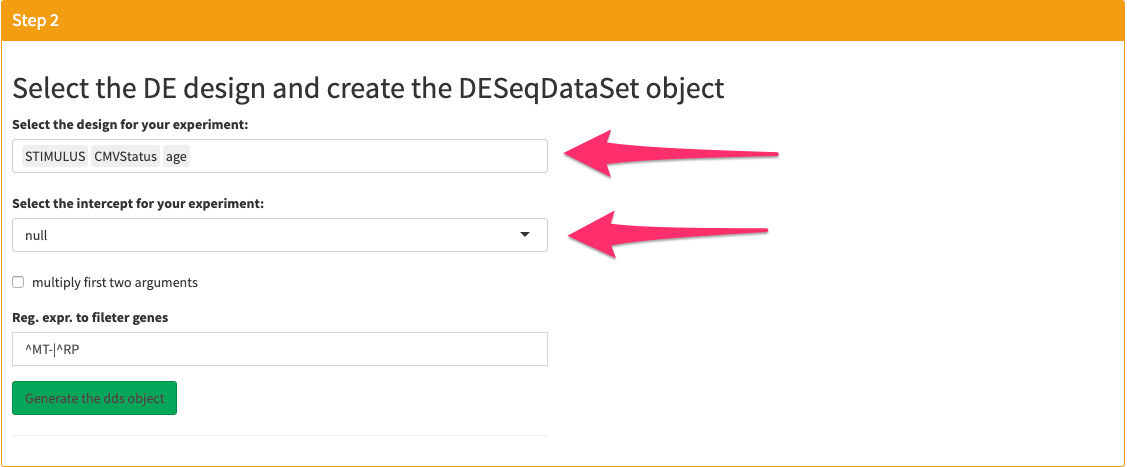 Step 2
Select the DE design and create the DESeqDataSet object
Select the design for your experiment:
STIMULUS CMVStatus age
Select the intercept for your experiment:
null
multiply first two arguments
Reg. expr. to fileter genes
^MT-|^RP
Generate the dds object